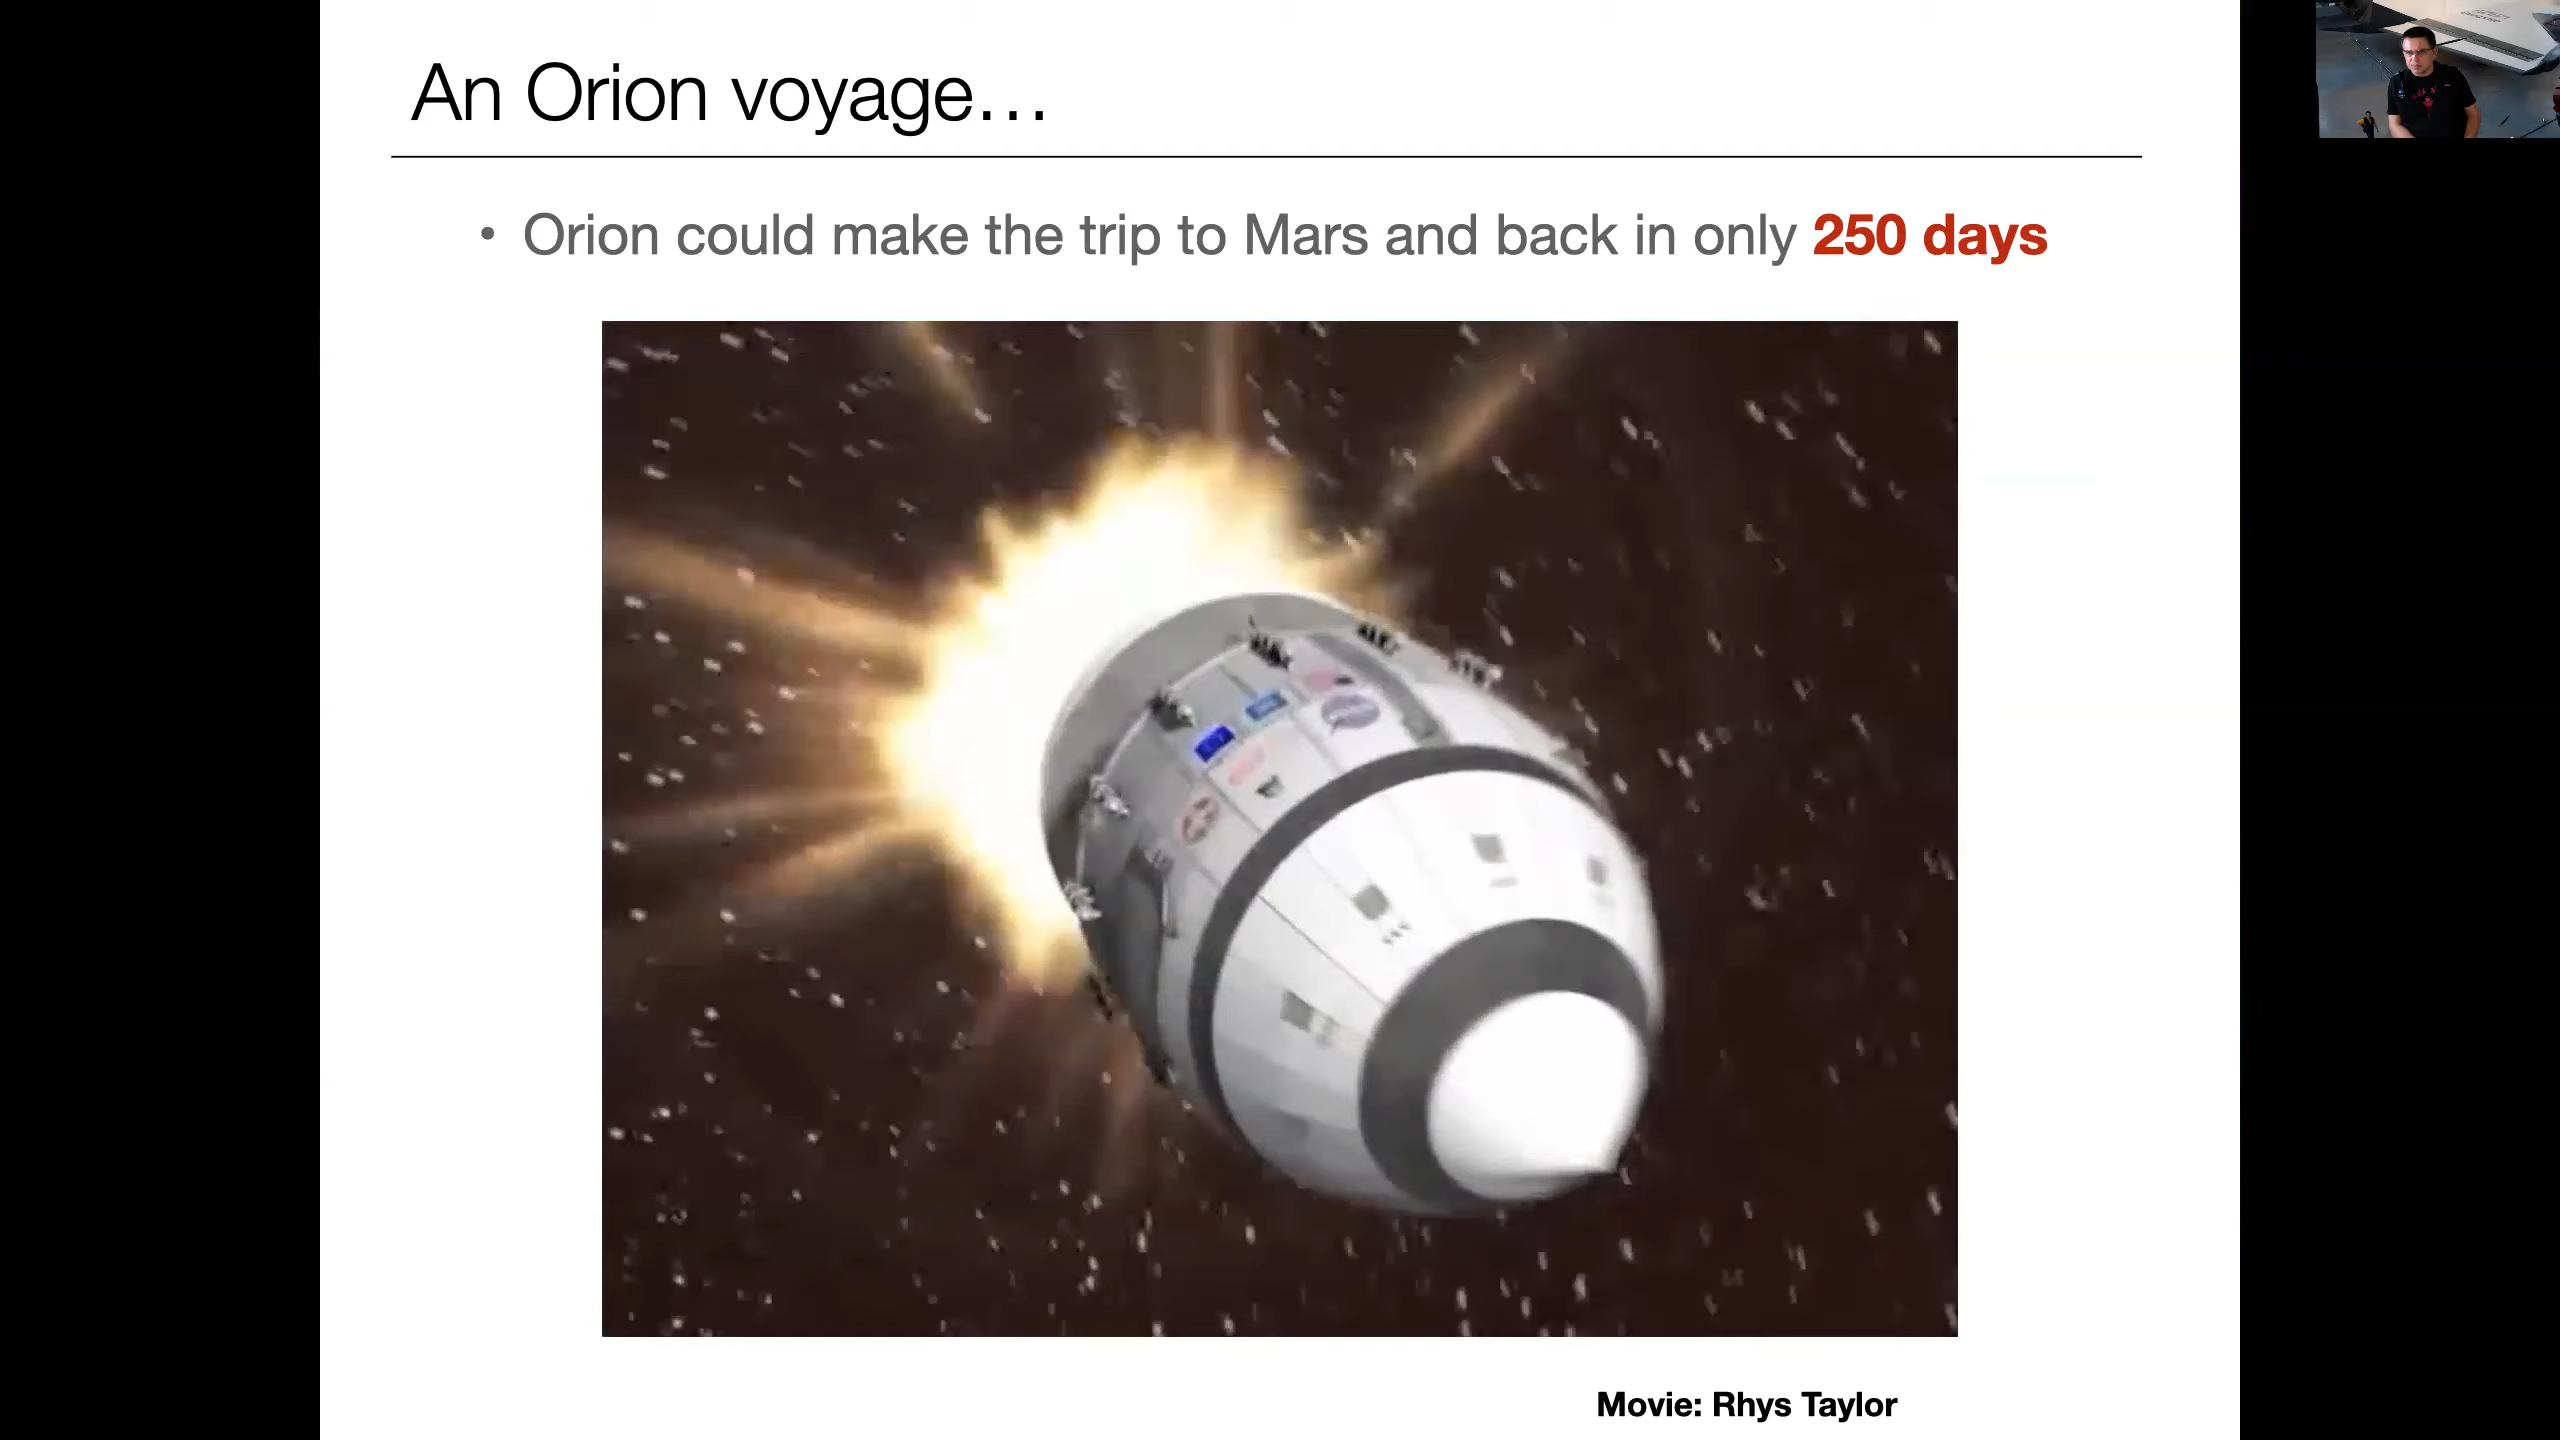 An Orion voyage…
• Orion could make the trip to Mars and back in only 250 days
Movie: Rhys Taylor